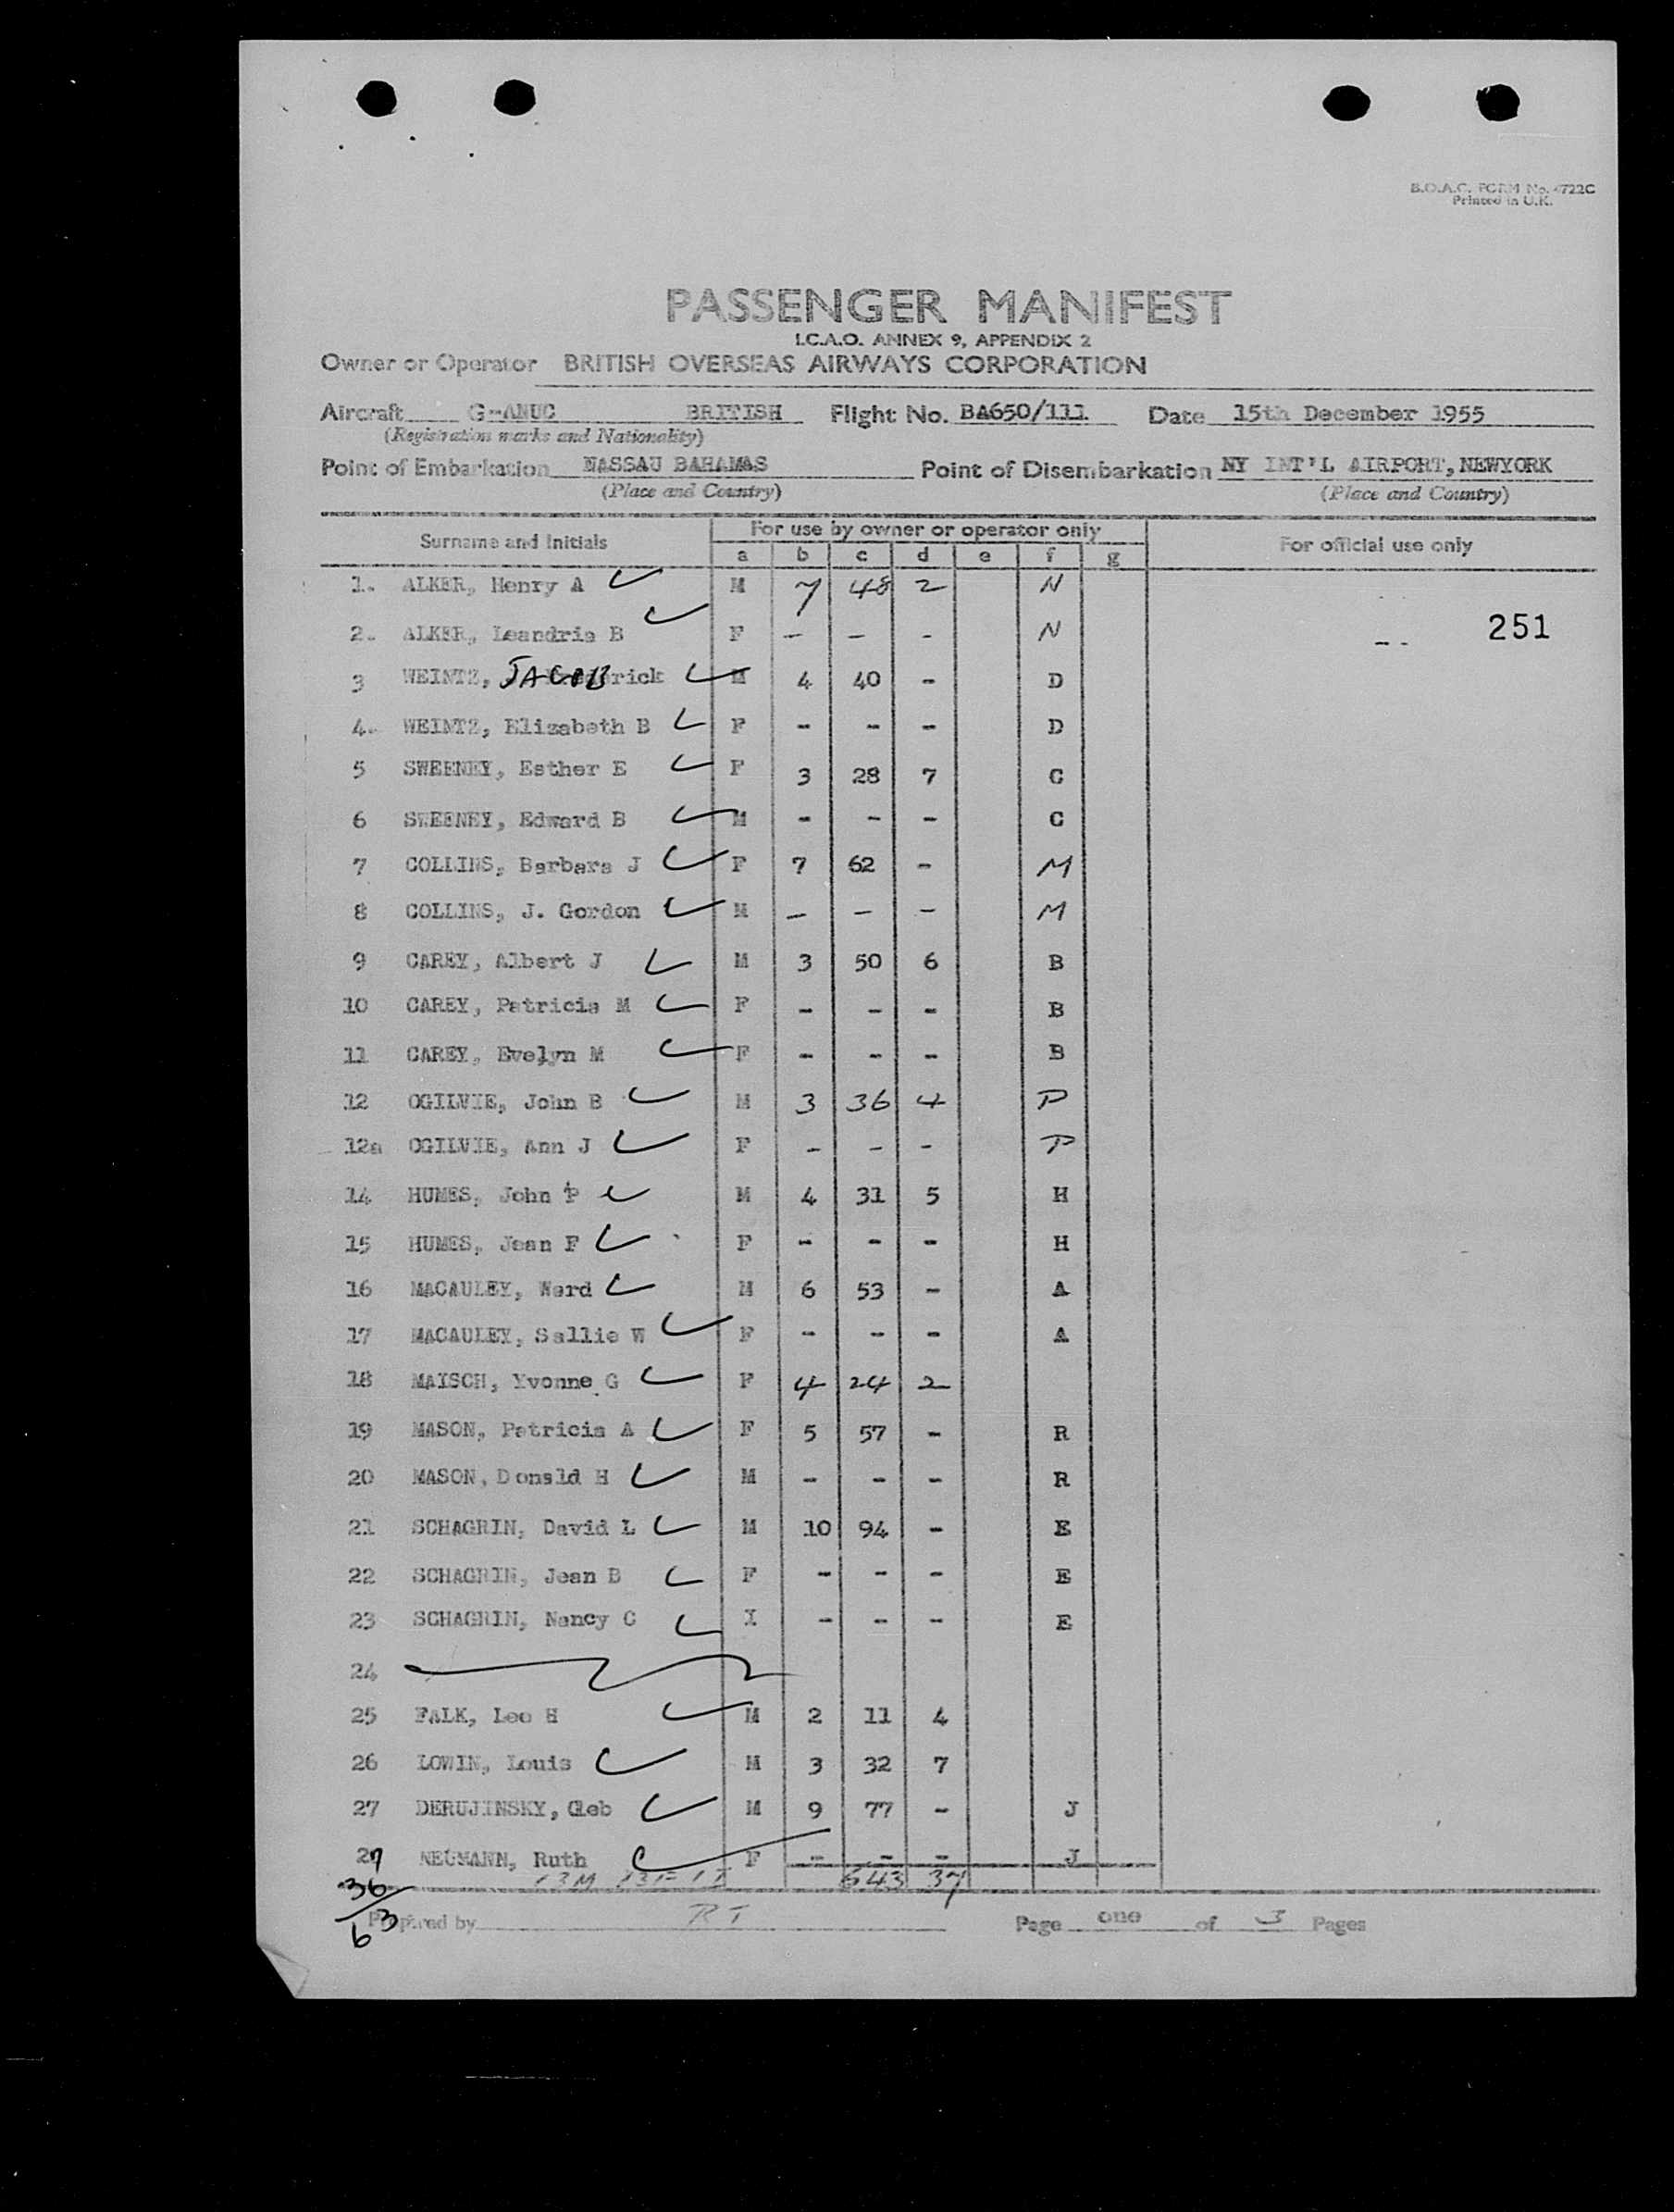 B.O.A.C. FORM No. 4722C
Printed in U.K.
PASSENGER MANIFEST
I.C.A.O. ANNEX 9, APPENDIX 2
Owner or Operator BRITISH OVERSEAS AIRWAYS CORPORATION
Aircraft G-ANUC BRITISH Flight No. BA650/111 Date 15th December 1955
(Registration marks and Nationality)
Point of Embarkation NASSAU BAHAMAS Point of Disembarkation NY INT'L AIRPORT, NEWYORK
(Place and Country) (Place and Country)
Surname and Initials For use by owner or operator only For official use only
a b c d e f g
1. ALKER, Henry A M 7 48 2 N
251
2. ALKER, Leandria B F - - - N
3 WEINTZ, JACOB M 4 40 - D
4. WEINTZ, Elizabeth B F - - - D
5 SWEENEY, Esther E F 3 28 7 C
6 SWEENEY, Edward B M - - - C
7 COLLINS, Barbara J F 7 62 - M
8 COLLINS, J. Gordon M - - - M
9 CAREY, Albert J M 3 50 6 B
10 CAREY, Patricia M F - - - B
11 CAREY, Evelyn M F - - - B
12 OGILVIE, John B M 3 36 4 P
12a OGILVIE, Ann J F - - - P
14 HUMES, John P M 4 31 5 H
15 HUMES, Jean F F - - - H
16 MACAULEY, Ward M 6 53 - A
17 MACAULEY, Sallie W F - - - A
18 MAISCH, Yvonne G F 4 24 2
19 MASON, Patricia A F 5 57 - R
20 MASON, Donald H M - - - R
21 SCHAGRIN, David L M 10 94 - E
22 SCHAGRIN, Jean B F - - - E
23 SCHAGRIN, Nancy C I - - - E
24
25 FALK, Leo H M 2 11 4
26 LOWIN, Louis M 3 32 7
27 DERUJINSKY, Gleb M 9 77 - J
27 NEUMANN, Ruth F - - - J
13M 13F 1I 643 37
36
63
Prepared by RT Page one of 3 Pages